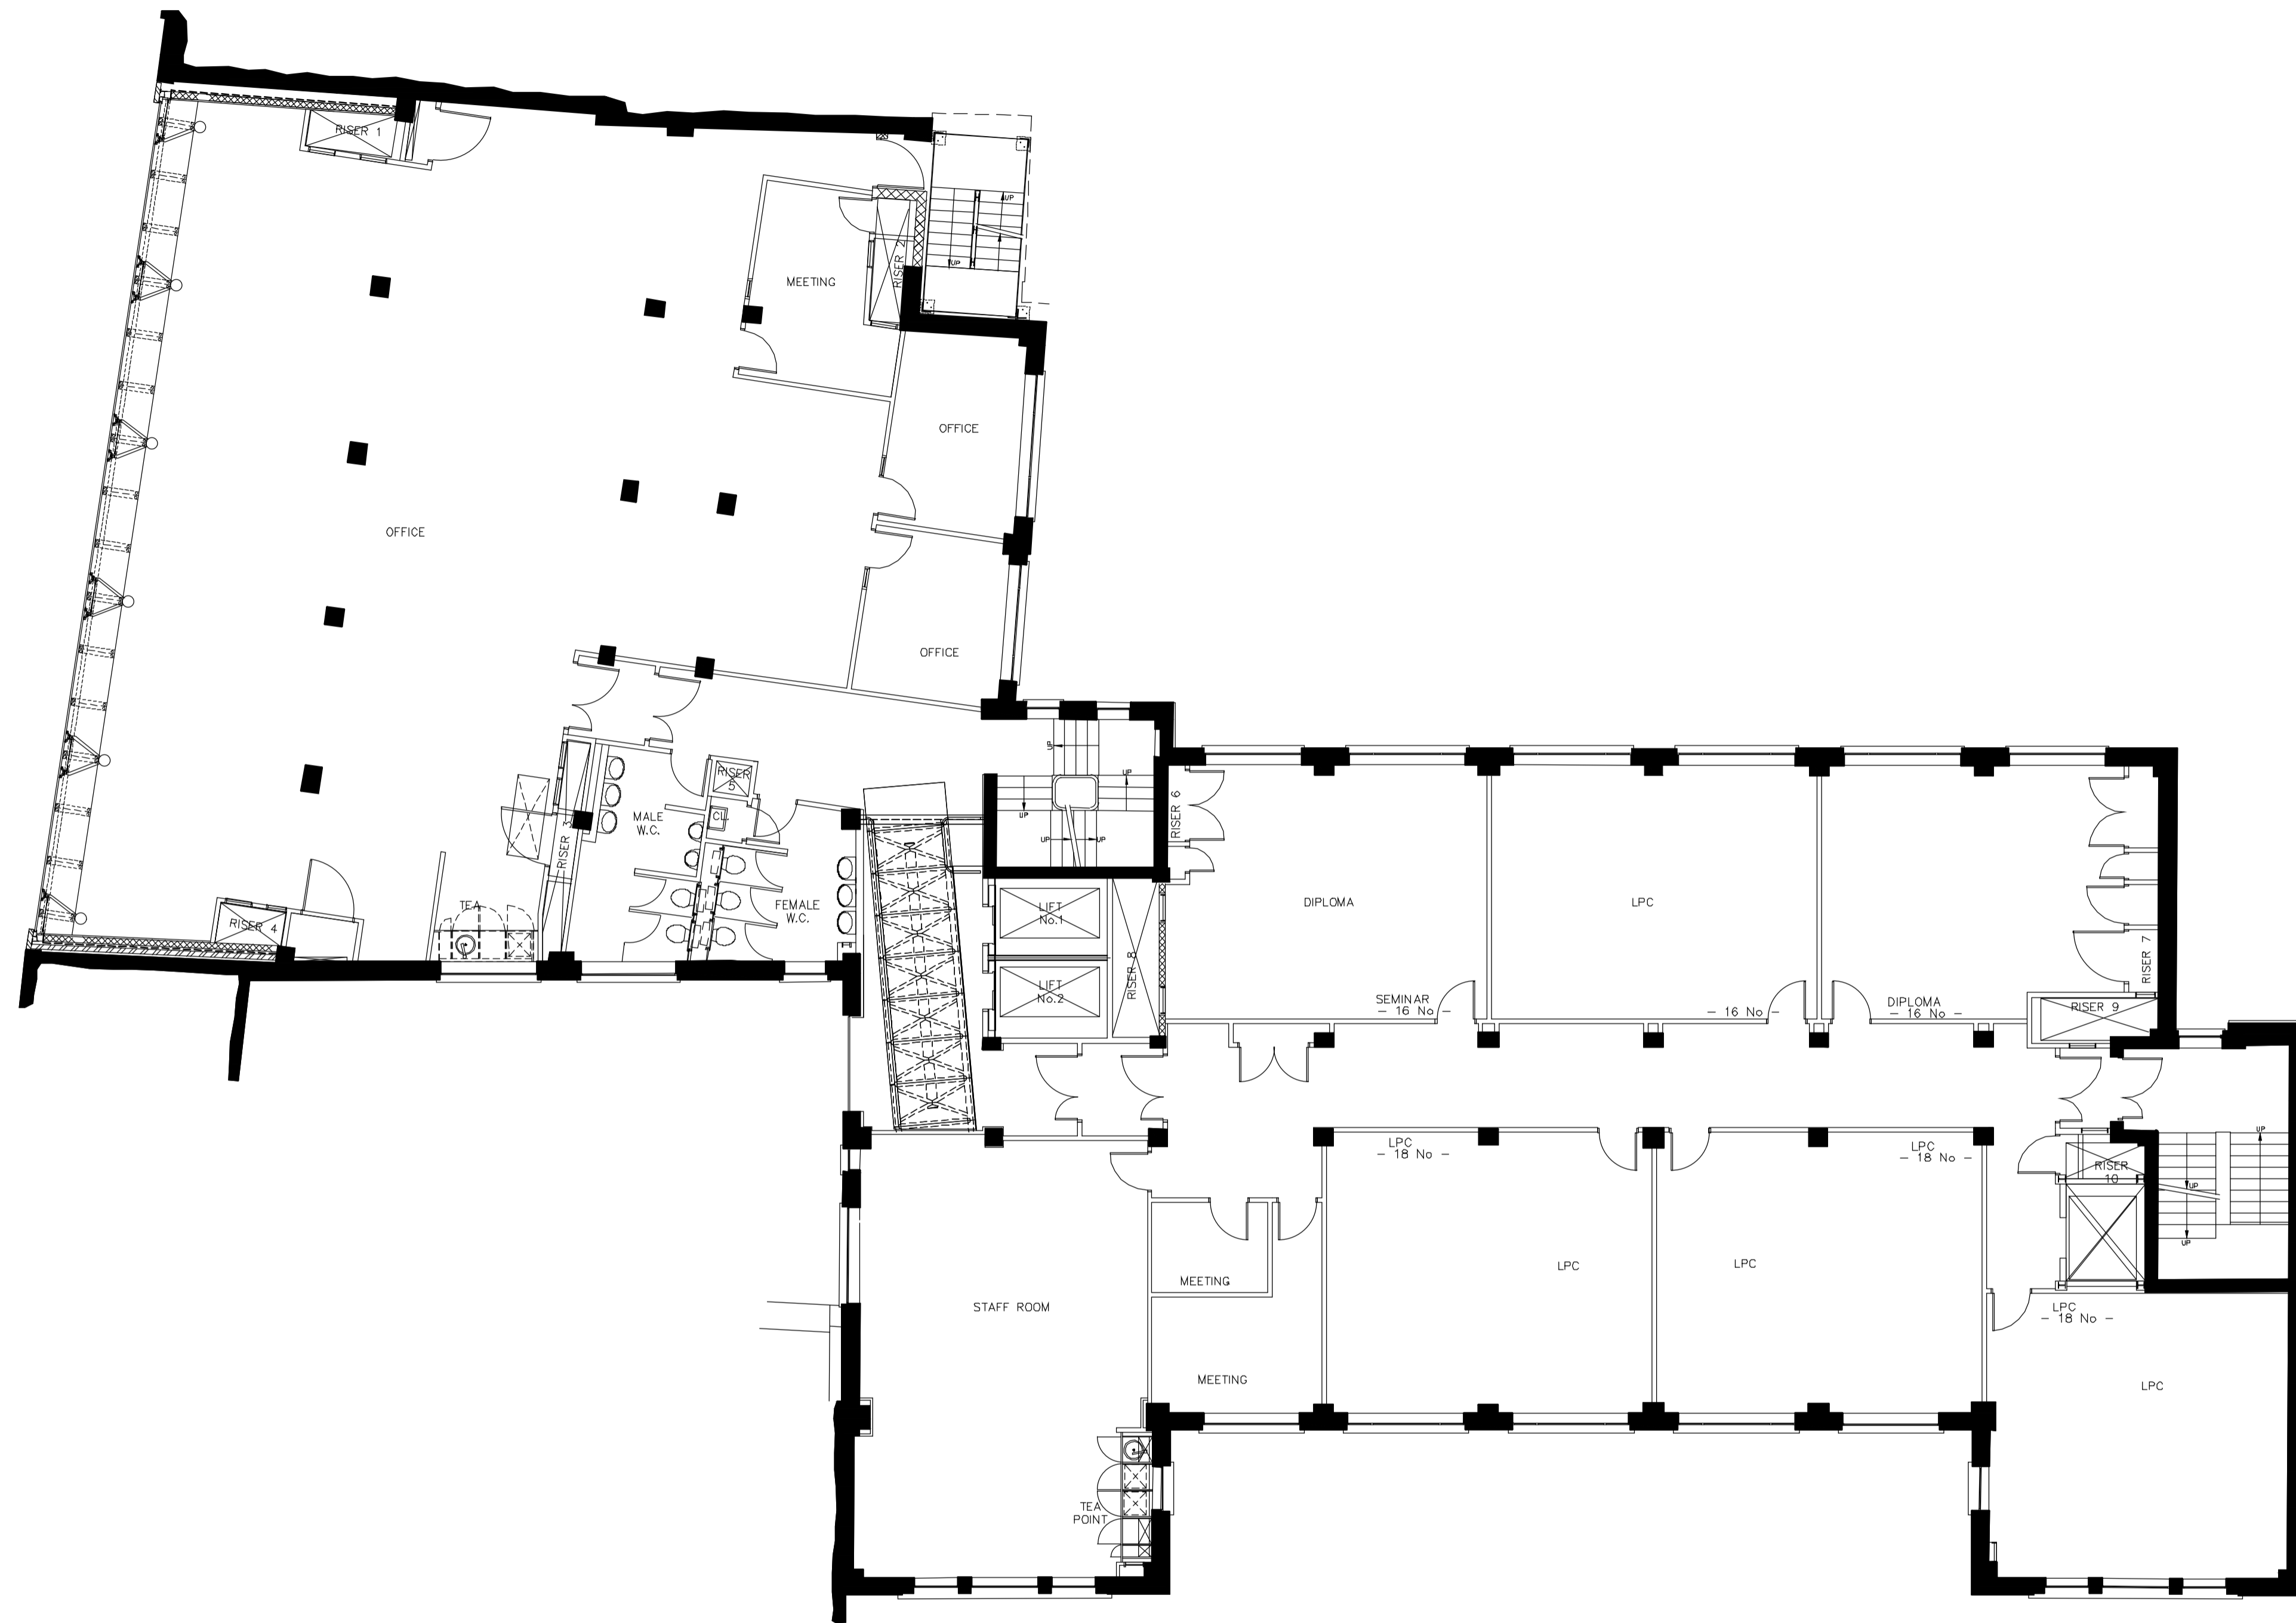 RISER 1
UP
RISER 2
UP
MEETING
OFFICE
OFFICE
OFFICE
UP
RISER
5
UP
UP
UP
UP
RISER 6
MALE
W.C.
CL.
RISER 3
TEA
FEMALE
W.C.
RISER 4
LIFT
No.1
LIFT
No.2
RISER 8
DIPLOMA
LPC
SEMINAR
- 16 No -
- 16 No -
DIPLOMA
- 16 No -
RISER 7
RISER 9
LPC
- 18 No -
LPC
- 18 No -
RISER
10
UP
UP
UP
MEETING
LPC
LPC
STAFF ROOM
LPC
- 18 No -
MEETING
LPC
TEA
POINT